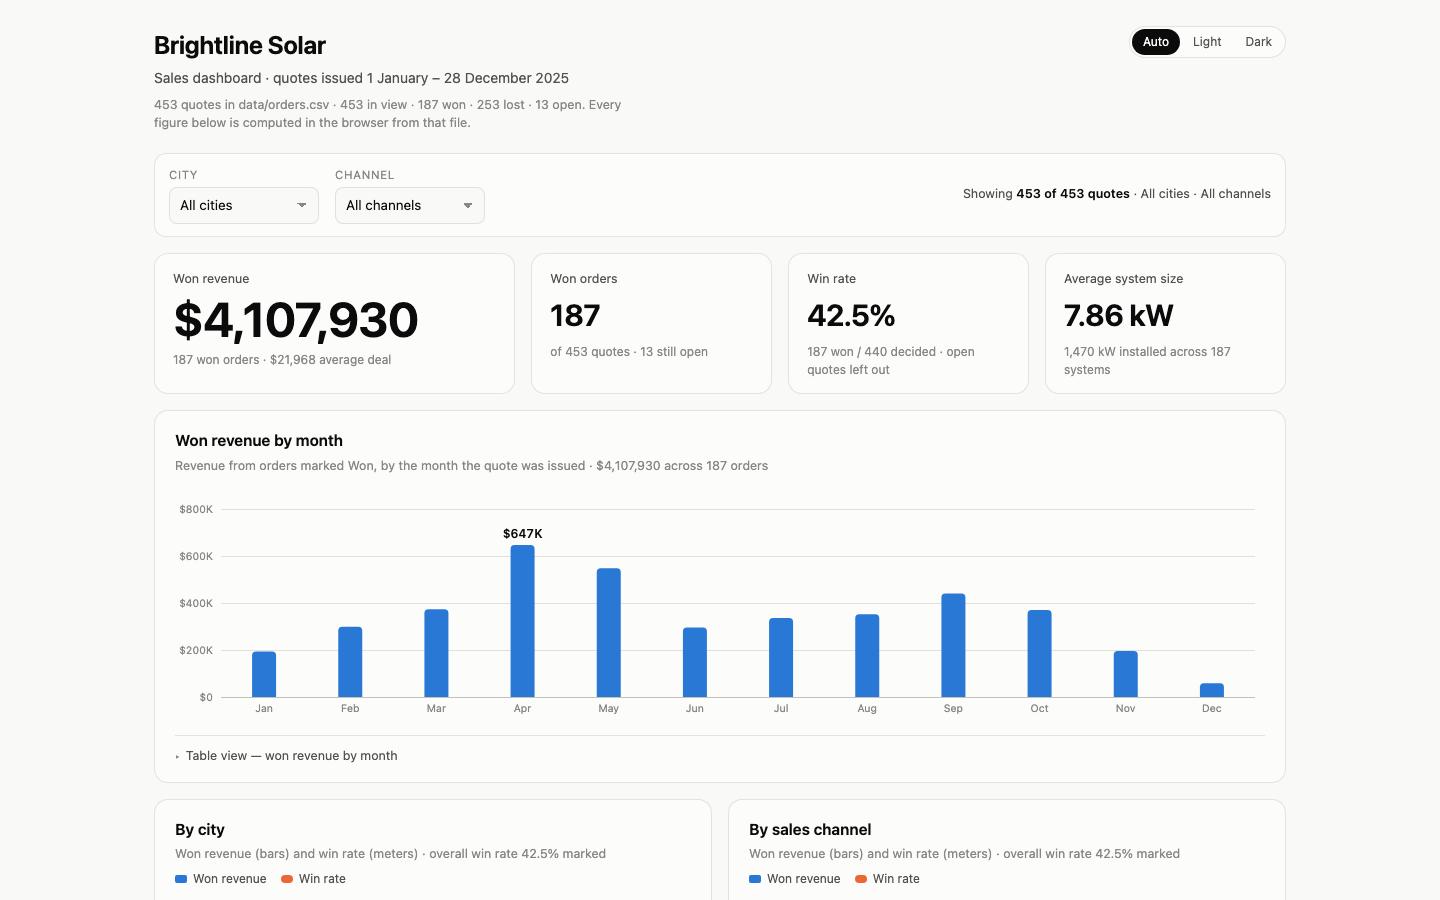 Brightline Solar
Auto Light Dark
Sales dashboard · quotes issued 1 January – 28 December 2025
453 quotes in data/orders.csv · 453 in view · 187 won · 253 lost · 13 open. Every
figure below is computed in the browser from that file.
CITY
All cities
CHANNEL
All channels
Showing 453 of 453 quotes · All cities · All channels
Won revenue
$4,107,930
187 won orders · $21,968 average deal
Won orders
187
of 453 quotes · 13 still open
Win rate
42.5%
187 won / 440 decided · open
quotes left out
Average system size
7.86 kW
1,470 kW installed across 187
systems
Won revenue by month
Revenue from orders marked Won, by the month the quote was issued · $4,107,930 across 187 orders
$800K
$600K
$400K
$200K
$0
$647K
Jan Feb Mar Apr May Jun Jul Aug Sep Oct Nov Dec
Table view — won revenue by month
By city
Won revenue (bars) and win rate (meters) · overall win rate 42.5% marked
Won revenue Win rate
By sales channel
Won revenue (bars) and win rate (meters) · overall win rate 42.5% marked
Won revenue Win rate